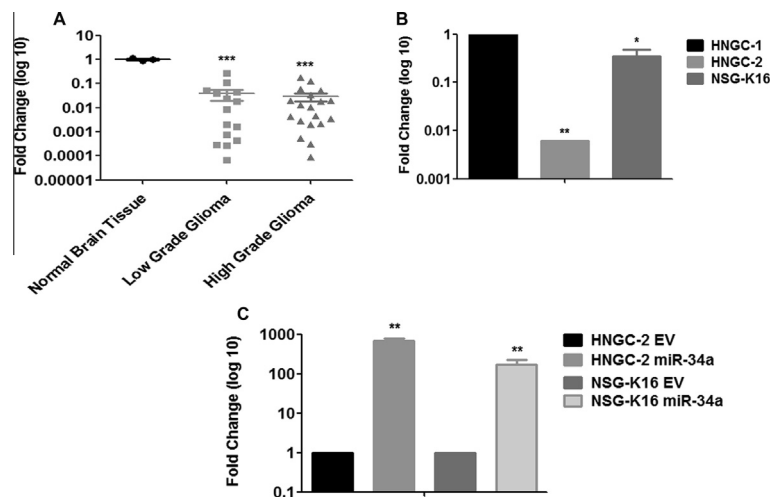 A
Fold Change (log 10)
10
1
0.1
0.01
0.001
0.0001
0.00001
***
***
Normal Brain Tissue
Low Grade Glioma
High Grade Glioma
B
Fold Change (log 10)
1
0.1
0.01
0.001
**
*
HNGC-1
HNGC-2
NSG-K16
C
Fold Change (log 10)
1000
100
10
1
0.1
**
**
HNGC-2 EV
HNGC-2 miR-34a
NSG-K16 EV
NSG-K16 miR-34a